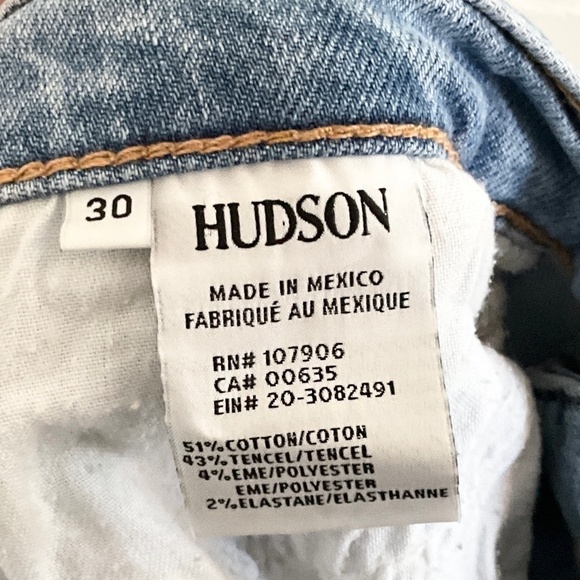 30
HUDSON
MADE IN MEXICO
FABRIQUÉ AU MEXIQUE
RN# 107906
CA# 00635
EIN# 20-3082491
51%COTTON/COTON
43%TENCEL/TENCEL
4%EME/POLYESTER
EME/POLYESTER
2%ELASTANE/ELASTHANNE